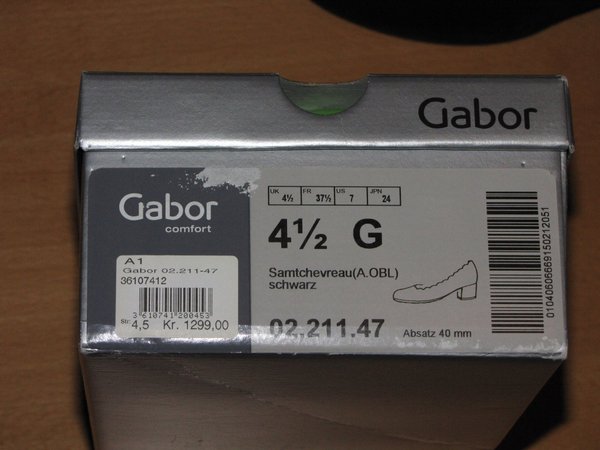 Gabor
Gabor
comfort
UK 4½ FR 37½ US 7 JPN 24
4½ G
Samtchevreau(A.OBL)
schwarz
02.211.47
Absatz 40 mm
01040606669150212051
A1
Gabor 02.211-47
36107412
3 610741 200453
Str. 4,5 Kr. 1299,00